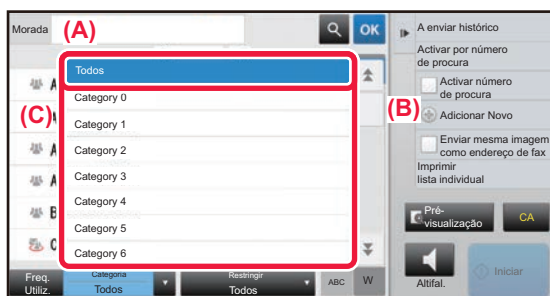 Morada
(A)
OK
A enviar histórico
Activar por número
de procura
Activar número
de procura
(B)
Adicionar Novo
Enviar mesma imagem
como endereço de fax
Imprimir
lista individual
Todos
Category 0
Category 1
Category 2
Category 3
Category 4
Category 5
Category 6
(C)
A
A
A
B
C
Pré-
visualização
CA
Altifal.
Iniciar
Freq.
Utiliz.
Categoria
Todos
Restringir
Todos
ABC
W